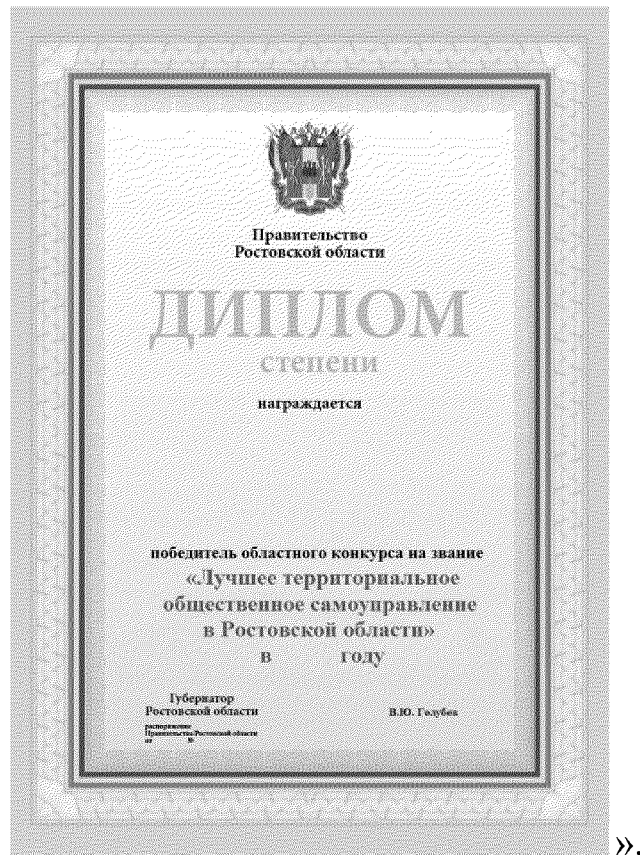 Правительство
Ростовской области
ДИПЛОМ
степени
награждается
победитель областного конкурса на звание
«Лучшее территориальное
общественное самоуправление
в Ростовской области»
в году
Губернатор
Ростовской области В.Ю. Голубев
распоряжение
Правительства Ростовской области
от №
».